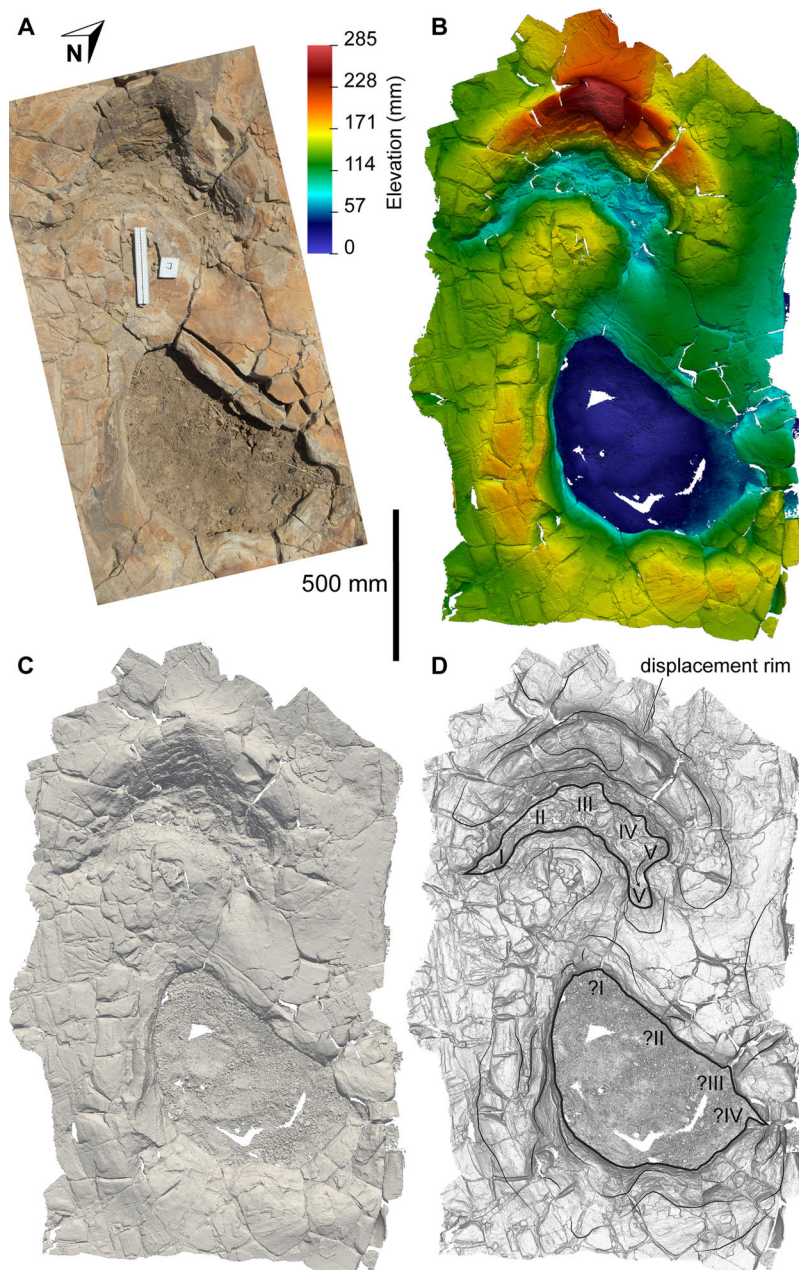 A
N
285
228
171
114
57
0
Elevation (mm)
B
500 mm
C
D
displacement rim
I
II
III
IV
V
V
?I
?II
?III
?IV